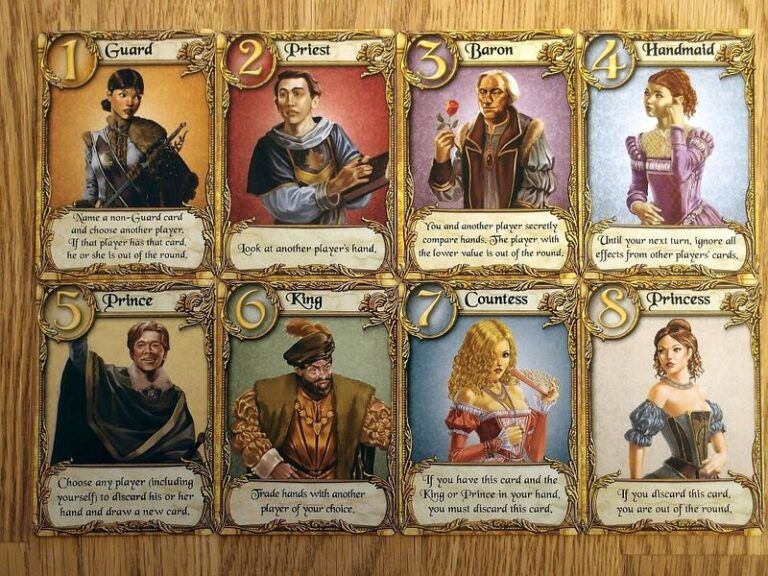 1 Guard
Name a non-Guard card
and choose another player.
If that player has that card,
he or she is out of the round.
2 Priest
Look at another player's hand.
3 Baron
You and another player secretly
compare hands. The player with
the lower value is out of the round.
4 Handmaid
Until your next turn, ignore all
effects from other players' cards.
5 Prince
Choose any player (including
yourself) to discard his or her
hand and draw a new card.
6 King
Trade hands with another
player of your choice.
7 Countess
If you have this card and the
King or Prince in your hand,
you must discard this card.
8 Princess
If you discard this card,
you are out of the round.